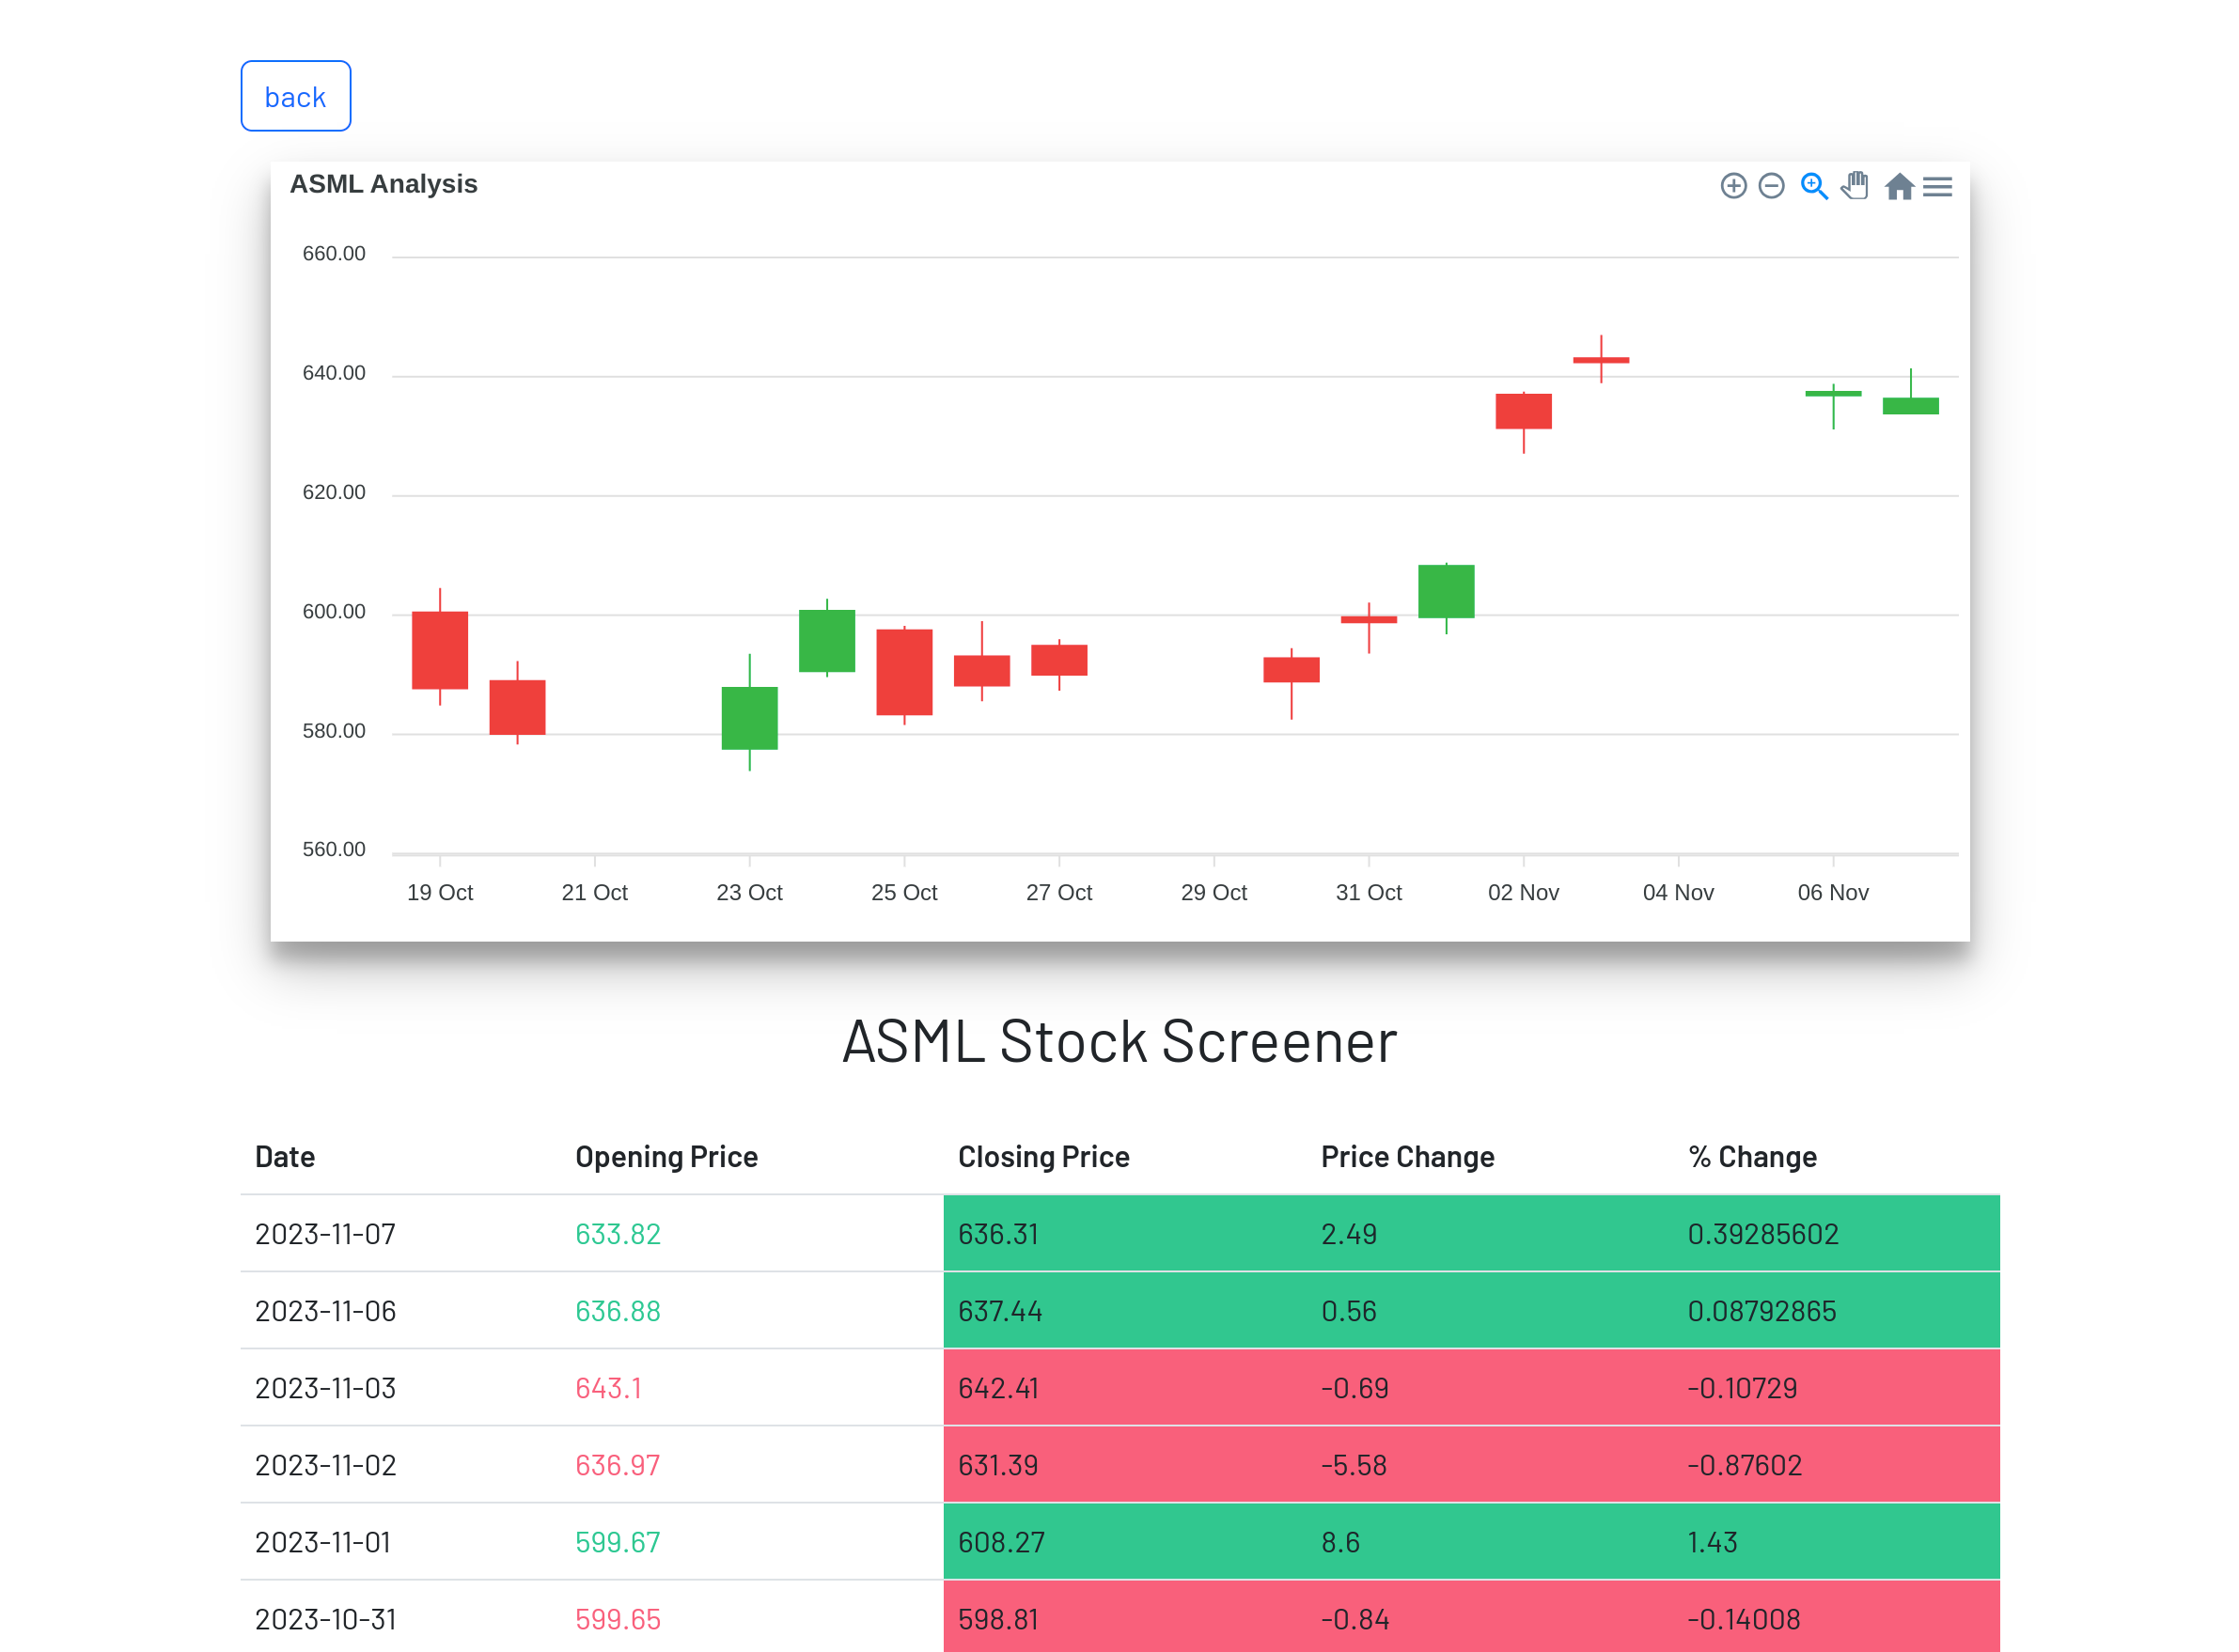 back
ASML Analysis
660.00
640.00
620.00
600.00
580.00
560.00
19 Oct 21 Oct 23 Oct 25 Oct 27 Oct 29 Oct 31 Oct 02 Nov 04 Nov 06 Nov
ASML Stock Screener
Date Opening Price Closing Price Price Change % Change
2023-11-07 633.82 636.31 2.49 0.39285602
2023-11-06 636.88 637.44 0.56 0.08792865
2023-11-03 643.1 642.41 -0.69 -0.10729
2023-11-02 636.97 631.39 -5.58 -0.87602
2023-11-01 599.67 608.27 8.6 1.43
2023-10-31 599.65 598.81 -0.84 -0.14008